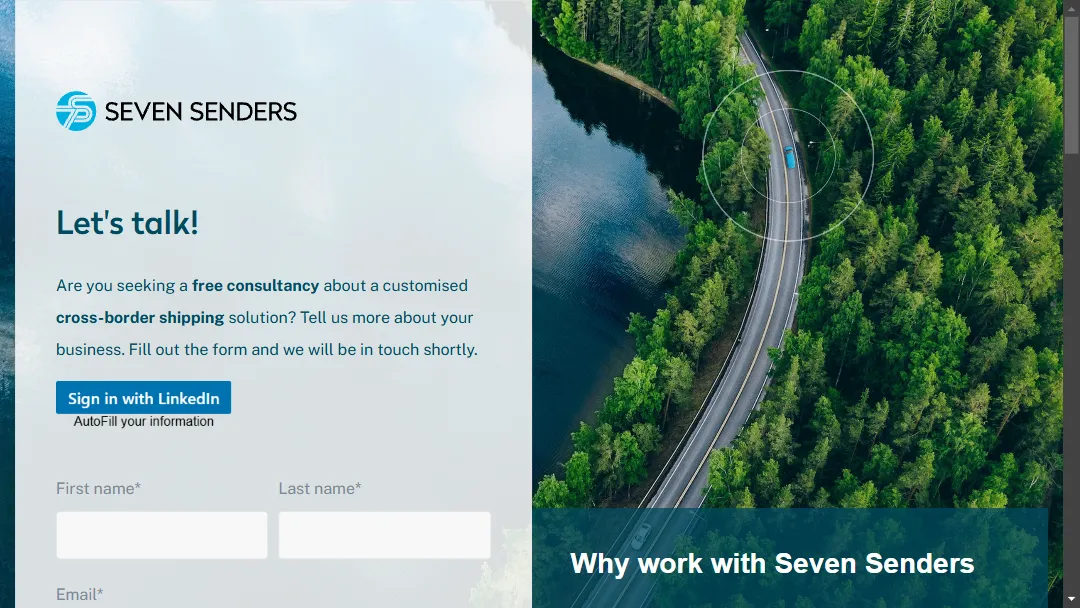 SEVEN SENDERS
Let's talk!
Are you seeking a free consultancy about a customised
cross-border shipping solution? Tell us more about your
business. Fill out the form and we will be in touch shortly.
Sign in with LinkedIn
AutoFill your information
First name*
Last name*
Email*
Why work with Seven Senders